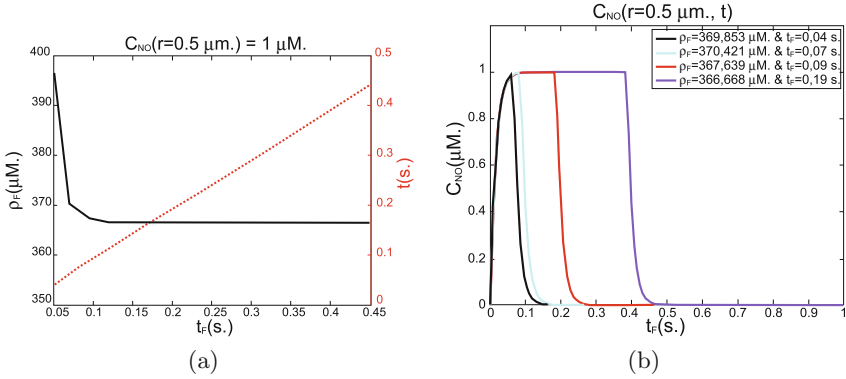 C_NO(r=0.5 µm.) = 1 µM.
400
390
380
370
360
350
ρ_F(µM.)
0.5
0.4
0.3
0.2
0.1
0
t(s.)
0.05 0.1 0.15 0.2 0.25 0.3 0.35 0.4 0.45
t_F(s.)
(a)
C_NO(r=0.5 µm., t)
ρ_F=369,853 µM. & t_F=0,04 s.
ρ_F=370,421 µM. & t_F=0,07 s.
ρ_F=367,639 µM. & t_F=0,09 s.
ρ_F=366,668 µM. & t_F=0,19 s.
1
0.8
0.6
0.4
0.2
0
C_NO(µM.)
0 0.1 0.2 0.3 0.4 0.5 0.6 0.7 0.8 0.9 1
t_F(s.)
(b)